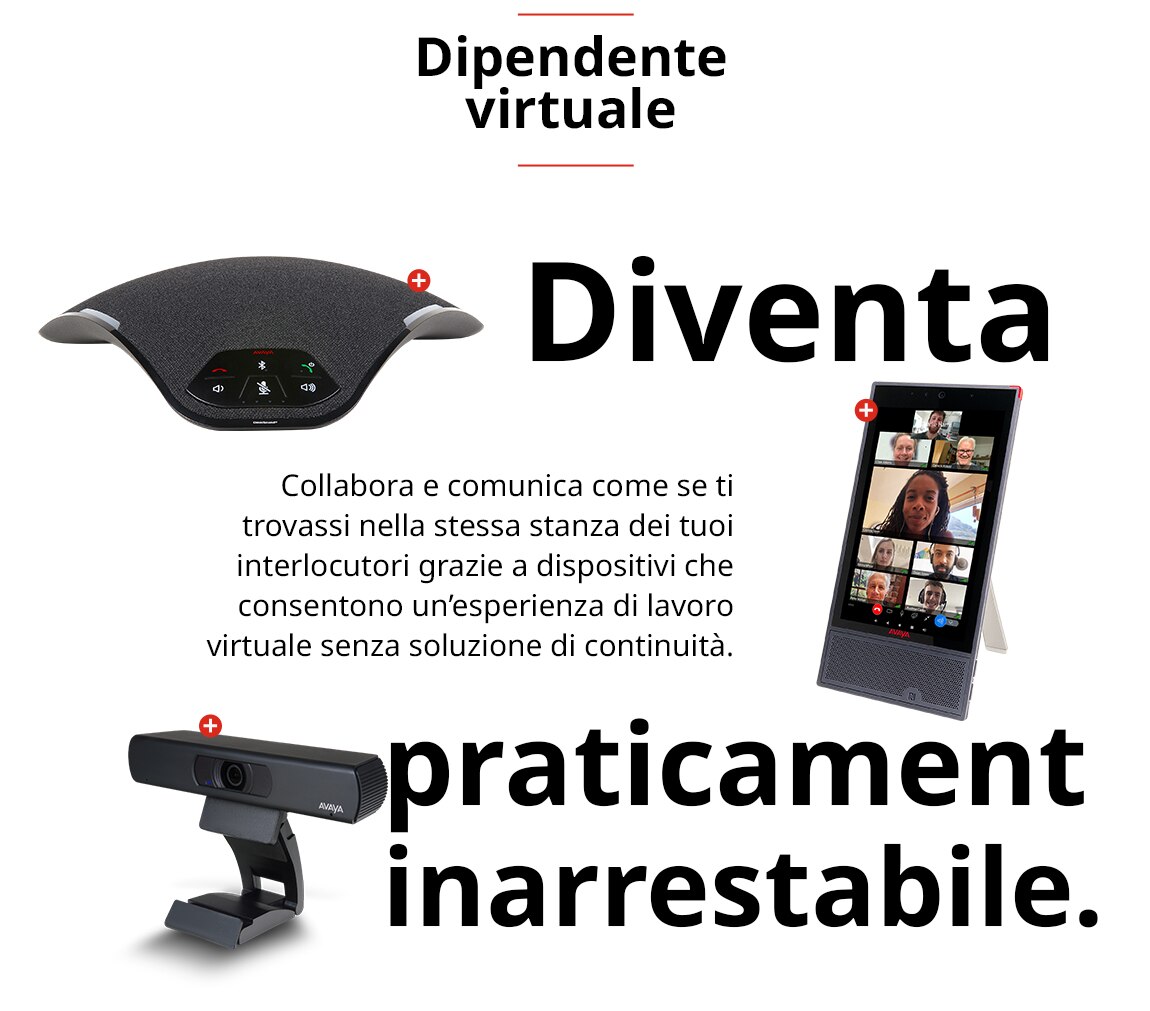 Dipendente
virtuale
Diventa
AVAYA
Collabora e comunica come se ti
trovassi nella stessa stanza dei tuoi
interlocutori grazie a dispositivi che
consentono un’esperienza di lavoro
virtuale senza soluzione di continuità.
AVAYA
praticament
AVAYA
inarrestabile.